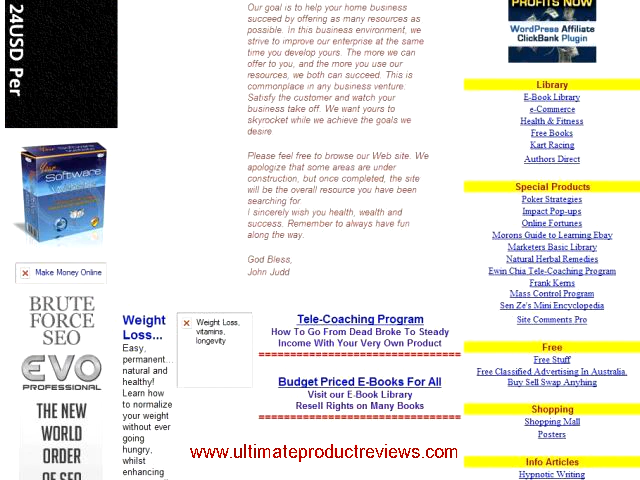 24USD Per
Your
Software
Website
Make Money Online
BRUTE
FORCE
SEO
EVO
PROFESSIONAL
THE NEW
WORLD
ORDER
OF SEO
Weight
Loss...
Easy,
permanent...
natural and
healthy!
Learn how
to normalize
your weight
without ever
going
hungry,
whilst
enhancing
Weight Loss,
vitamins,
longevity
Our goal is to help your home business
succeed by offering as many resources as
possible. In this business environment, we
strive to improve our enterprise at the same
time you develop yours. The more we can
offer to you, and the more you use our
resources, we both can succeed. This is
commonplace in any business venture.
Satisfy the customer and watch your
business take off. We want yours to
skyrocket while we achieve the goals we
desire
Please feel free to browse our Web site. We
apologize that some areas are under
construction, but once completed, the site
will be the overall resource you have been
searching for
I sincerely wish you health, wealth and
success. Remember to always have fun
along the way.
God Bless,
John Judd
Tele-Coaching Program
How To Go From Dead Broke To Steady
Income With Your Very Own Product
====================================
Budget Priced E-Books For All
Visit our E-Book Library
Resell Rights on Many Books
====================================
www.ultimateproductreviews.com
PROFITS NOW
WordPress Affiliate
ClickBank Plugin
Library
E-Book Library
e-Commerce
Health & Fitness
Free Books
Kart Racing
Authors Direct
Special Products
Poker Strategies
Impact Pop-ups
Online Fortunes
Morons Guide to Learning Ebay
Marketers Basic Library
Natural Herbal Remedies
Ewin Chia Tele-Coaching Program
Frank Kerns
Mass Control Program
Sen Ze's Mini Encyclopedia
Site Comments Pro
Free
Free Stuff
Free Classified Advertising In Australia.
Buy Sell Swap Anyhing
Shopping
Shopping Mall
Posters
Info Articles
Hypnotic Writing